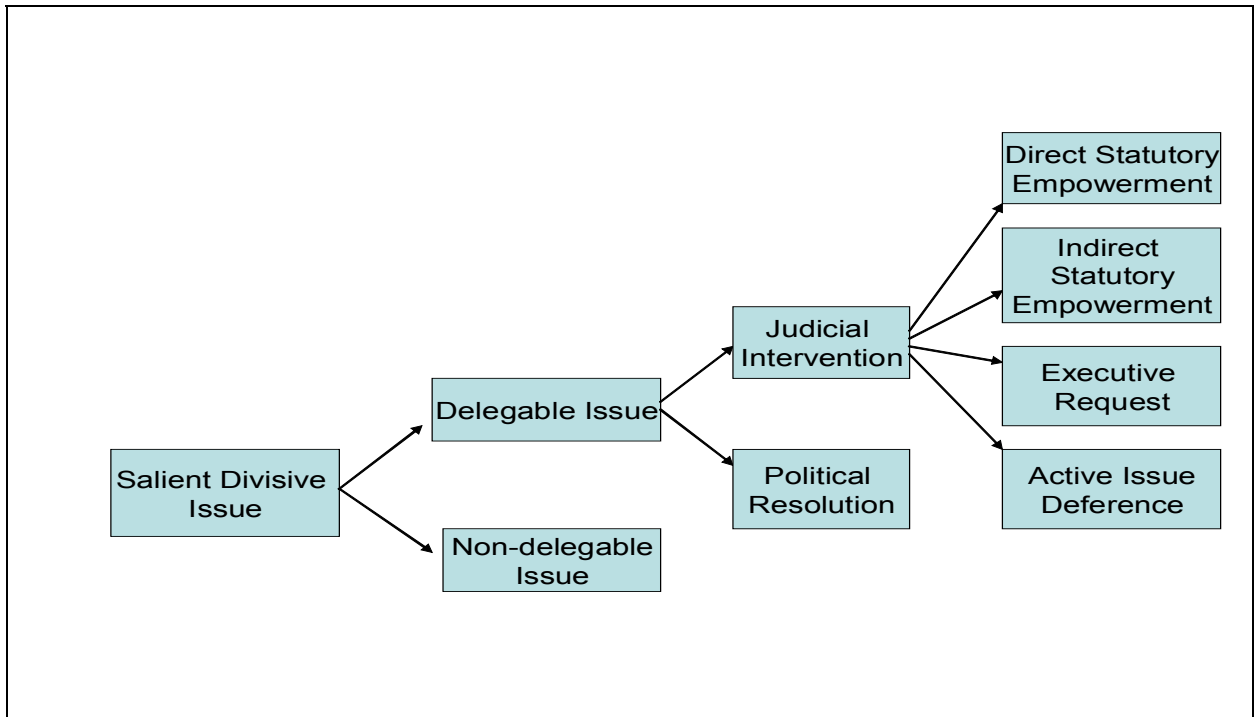 Salient Divisive
Issue
Delegable Issue
Non-delegable
Issue
Judicial
Intervention
Political
Resolution
Direct Statutory
Empowerment
Indirect
Statutory
Empowerment
Executive
Request
Active Issue
Deference